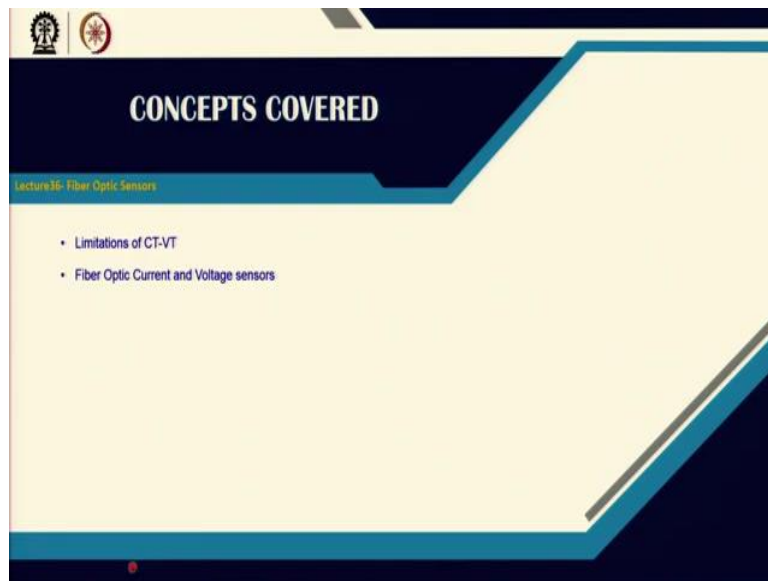 CONCEPTS COVERED
Lecture36- Fiber Optic Sensors
• Limitations of CT-VT
• Fiber Optic Current and Voltage sensors